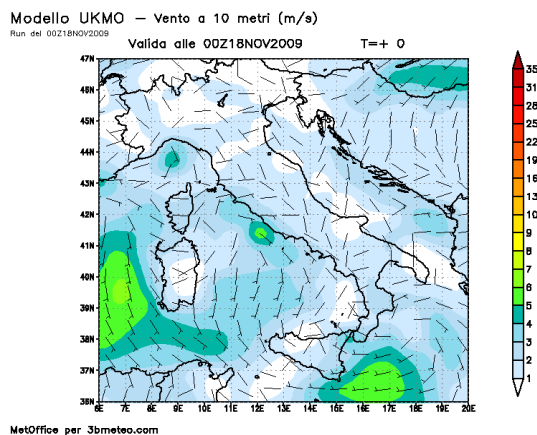 Modello UKMO – Vento a 10 metri (m/s)
Run del 00Z18NOV2009
Valida alle 00Z18NOV2009 T=+ 0
47N
46N
45N
44N
43N
42N
41N
40N
39N
38N
37N
36N
6E 7E 8E 9E 10E 11E 12E 13E 14E 15E 16E 17E 18E 19E 20E
35
31
28
25
22
19
16
13
10
9
8
7
6
5
4
3
2
1
MetOffice per 3bmeteo.com